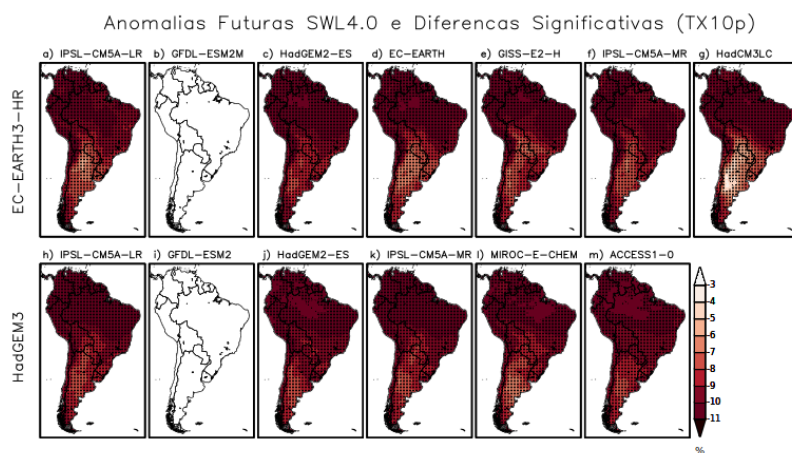 Anomalias Futuras SWL4.0 e Diferencas Significativas (TX10p)
a) IPSL-CM5A-LR b) GFDL-ESM2M c) HadGEM2-ES d) EC-EARTH e) GISS-E2-H f) IPSL-CM5A-MR g) HadCM3LC
EC-EARTH3-HR
h) IPSL-CM5A-LR i) GFDL-ESM2 j) HadGEM2-ES k) IPSL-CM5A-MR l) MIROC-E-CHEM m) ACCESS1-0
HadGEM3
-3
-4
-5
-6
-7
-8
-9
-10
-11
%